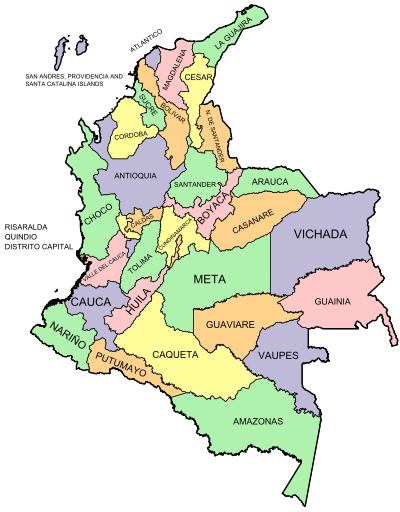 LA GUAJIRA
ATLANTICO
MAGDALENA
CESAR
SAN ANDRES, PROVIDENCIA AND
SANTA CATALINA ISLANDS
SUCRE
BOLIVAR
N. DE SANTANDER
CORDOBA
ANTIOQUIA
SANTANDER
ARAUCA
CHOCO
BOYACA
CASANARE
CALDAS
RISARALDA
QUINDIO
DISTRITO CAPITAL
CUNDINAMARCA
VICHADA
VALLE DEL CAUCA
TOLIMA
META
CAUCA
HUILA
GUAINIA
NARIÑO
GUAVIARE
PUTUMAYO
CAQUETA
VAUPES
AMAZONAS